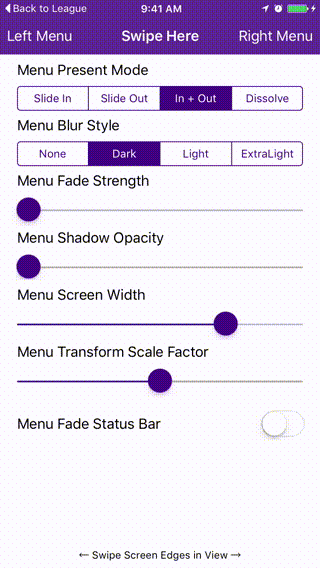 Back to League 9:41 AM
Left Menu Swipe Here Right Menu
Menu Present Mode
Slide In Slide Out In + Out Dissolve
Menu Blur Style
None Dark Light ExtraLight
Menu Fade Strength
Menu Shadow Opacity
Menu Screen Width
Menu Transform Scale Factor
Menu Fade Status Bar
← Swipe Screen Edges in View →